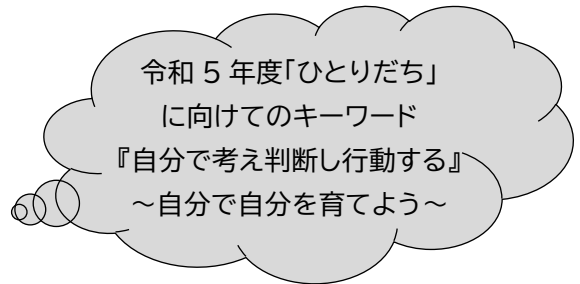 令和 5 年度「ひとりだち」
に向けてのキーワード
『自分で考え判断し行動する』
～自分で自分を育てよう～